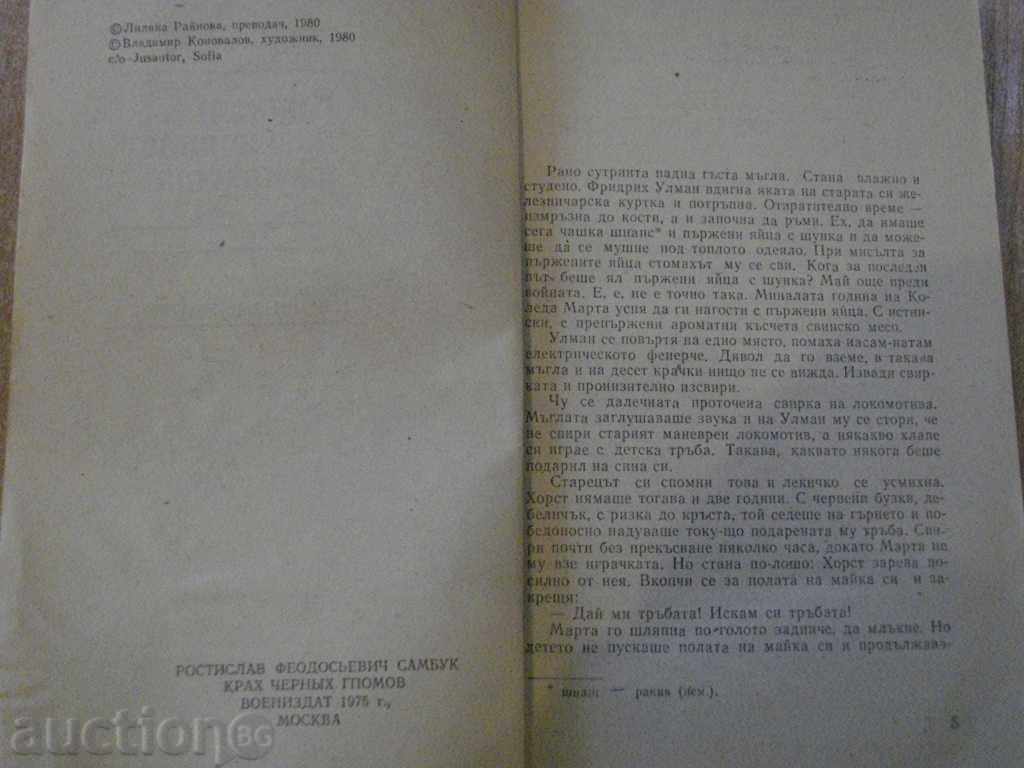 ©Лиляна Райнова, преводач, 1980
©Владимир Коновалов, художник, 1980
c/o Jusautor, Sofia
РОСТИСЛАВ ФЕОДОСЬЕВИЧ САМБУК
КРАХ ЧЕРНЫХ ГНОМОВ
ВОЕНИЗДАТ 1975 г.,
МОСКВА
Рано сутринта падна гъста мъгла. Стана влажно и
студено. Фридрих Улман вдигна яката на старата си же-
лезничарска куртка и потръпна. Отвратително време —
измръзна до кости, а и започна да ръми. Ех, да имаше
сега чашка шнапс* и пържени яйца с шунка и да може-
ше да се мушне под топлото одеяло. При мисълта за
пържените яйца стомахът му се сви. Кога за последен
път беше ял пържени яйца с шунка? Май още преди
войната. Е, е, не е точно така. Миналата година на Ко-
леда Марта успя да ги нагости с пържени яйца. С истин-
ски, с препържени ароматни късчета свинско месо.
Улман се повъртя на едно място, помаха насам-натам
електрическото фенерче. Дявол да го вземе, в такава
мъгла и на десет крачки нищо не се вижда. Извади свир-
ката и пронизително изсвири.
Чу се далечната проточена свирка на локомотива.
Мъглата заглушаваше звука и на Улман му се стори, че
не свири старият маневрен локомотив, а някакво хлапе
си играе с детска тръба. Такава, каквато някога беше
подарил на сина си.
Старецът си спомни това и лекичко се усмихна.
Хорст нямаше тогава и две години. С червени бузки, де-
беличък, с ризка до кръста, той седеше на гърнето и по-
бедоносно надуваше току-що подарената му тръба. Сви-
ри почти без прекъсване няколко часа, докато Марта не
му взе играчката. Но стана по-лошо: Хорст зарева по-
силно от нея. Вкопчи се за полата на майка си и за-
крещя:
— Дай ми тръбата! Искам си тръбата!
Марта го шляпна по голото задниче, да млъкне. Но
детето не пускаше полата на майка си и продължава-
* шнапс — ракия (нем.).
5
auction BG